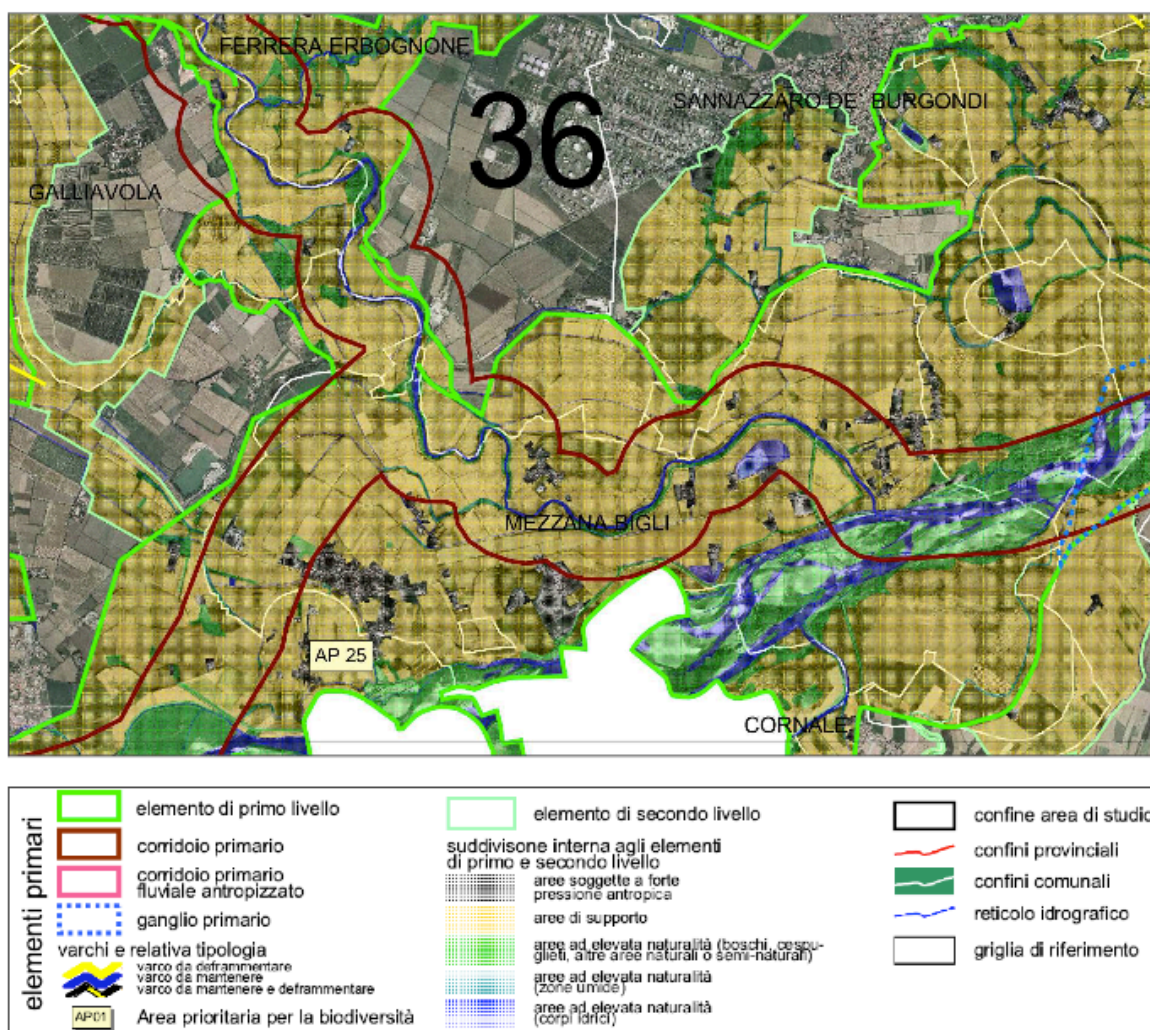 FERRERA ERBOGNONE
36
SANNAZZARO DE' BURGONDI
GALLIAVOLA
MEZZANA BIGLI
AP 25
CORNALE
elementi primari
elemento di primo livello
corridoio primario
corridoio primario
fluviale antropizzato
ganglio primario
varchi e relativa tipologia
varco da deframmentare
varco da mantenere
varco da mantenere e deframmentare
AP01
Area prioritaria per la biodiversità
elemento di secondo livello
suddivisone interna agli elementi
di primo e secondo livello
aree soggette a forte
pressione antropica
aree di supporto
aree ad elevata naturalità (boschi, cespu-
glieti, altre aree naturali o semi-naturali)
aree ad elevata naturalità
(zone umide)
aree ad elevata naturalità
(corpi idrici)
confine area di studio
confini provinciali
confini comunali
reticolo idrografico
griglia di riferimento